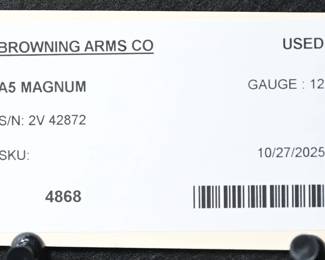 BROWNING ARMS CO USED
A5 MAGNUM GAUGE : 12
S/N: 2V 42872
SKU: 10/27/2025
4868